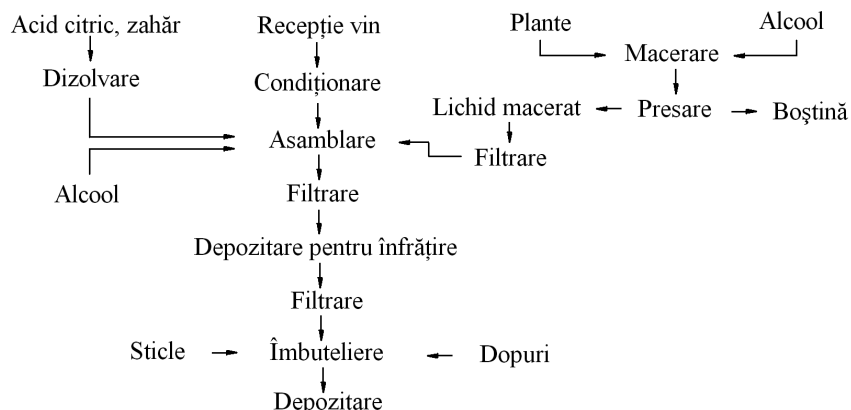 Acid citric, zahăr
Recepție vin
Plante
Alcool
Dizolvare
Condiționare
Macerare
Lichid macerat
Presare
Boştină
Asamblare
Filtrare
Alcool
Filtrare
Depozitare pentru înfrățire
Filtrare
Sticle
Îmbuteliere
Dopuri
Depozitare